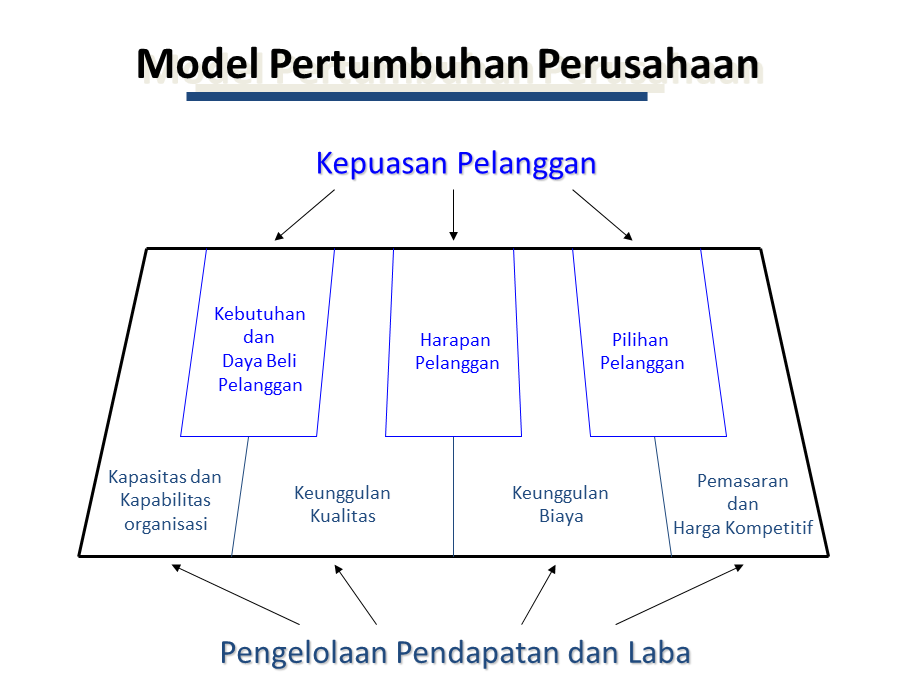 Model Pertumbuhan Perusahaan
Kepuasan Pelanggan
Kebutuhan
dan
Daya Beli
Pelanggan
Harapan
Pelanggan
Pilihan
Pelanggan
Kapasitas dan
Kapabilitas
organisasi
Keunggulan
Kualitas
Keunggulan
Biaya
Pemasaran
dan
Harga Kompetitif
Pengelolaan Pendapatan dan Laba